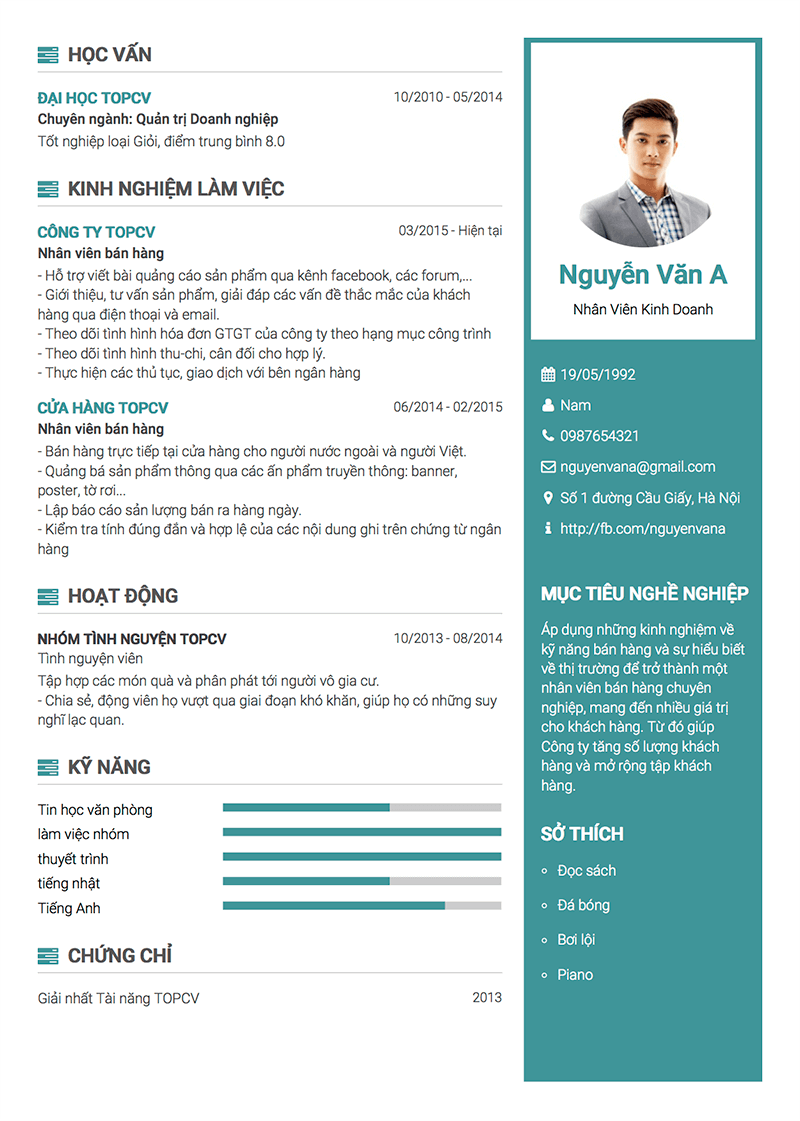 HỌC VẤN
ĐẠI HỌC TOPCV 10/2010 - 05/2014
Chuyên ngành: Quản trị Doanh nghiệp
Tốt nghiệp loại Giỏi, điểm trung bình 8.0
KINH NGHIỆM LÀM VIỆC
CÔNG TY TOPCV 03/2015 - Hiện tại
Nhân viên bán hàng
- Hỗ trợ viết bài quảng cáo sản phẩm qua kênh facebook, các forum,...
- Giới thiệu, tư vấn sản phẩm, giải đáp các vấn đề thắc mắc của khách
hàng qua điện thoại và email.
- Theo dõi tình hình hóa đơn GTGT của công ty theo hạng mục công trình
- Theo dõi tình hình thu-chi, cân đối cho hợp lý.
- Thực hiện các thủ tục, giao dịch với bên ngân hàng
CỬA HÀNG TOPCV 06/2014 - 02/2015
Nhân viên bán hàng
- Bán hàng trực tiếp tại cửa hàng cho người nước ngoài và người Việt.
- Quảng bá sản phẩm thông qua các ấn phẩm truyền thông: banner,
poster, tờ rơi...
- Lập báo cáo sản lượng bán ra hàng ngày.
- Kiểm tra tính đúng đắn và hợp lệ của các nội dung ghi trên chứng từ ngân
hàng
HOẠT ĐỘNG
NHÓM TÌNH NGUYỆN TOPCV 10/2013 - 08/2014
Tình nguyện viên
Tập hợp các món quà và phân phát tới người vô gia cư.
- Chia sẻ, động viên họ vượt qua giai đoạn khó khăn, giúp họ có những suy
nghĩ lạc quan.
KỸ NĂNG
Tin học văn phòng
làm việc nhóm
thuyết trình
tiếng nhật
Tiếng Anh
CHỨNG CHỈ
Giải nhất Tài năng TOPCV 2013
Nguyễn Văn A
Nhân Viên Kinh Doanh
19/05/1992
Nam
0987654321
nguyenvana@gmail.com
Số 1 đường Cầu Giấy, Hà Nội
http://fb.com/nguyenvana
MỤC TIÊU NGHỀ NGHIỆP
Áp dụng những kinh nghiệm về
kỹ năng bán hàng và sự hiểu biết
về thị trường để trở thành một
nhân viên bán hàng chuyên
nghiệp, mang đến nhiều giá trị
cho khách hàng. Từ đó giúp
Công ty tăng số lượng khách
hàng và mở rộng tập khách
hàng.
SỞ THÍCH
Đọc sách
Đá bóng
Bơi lội
Piano